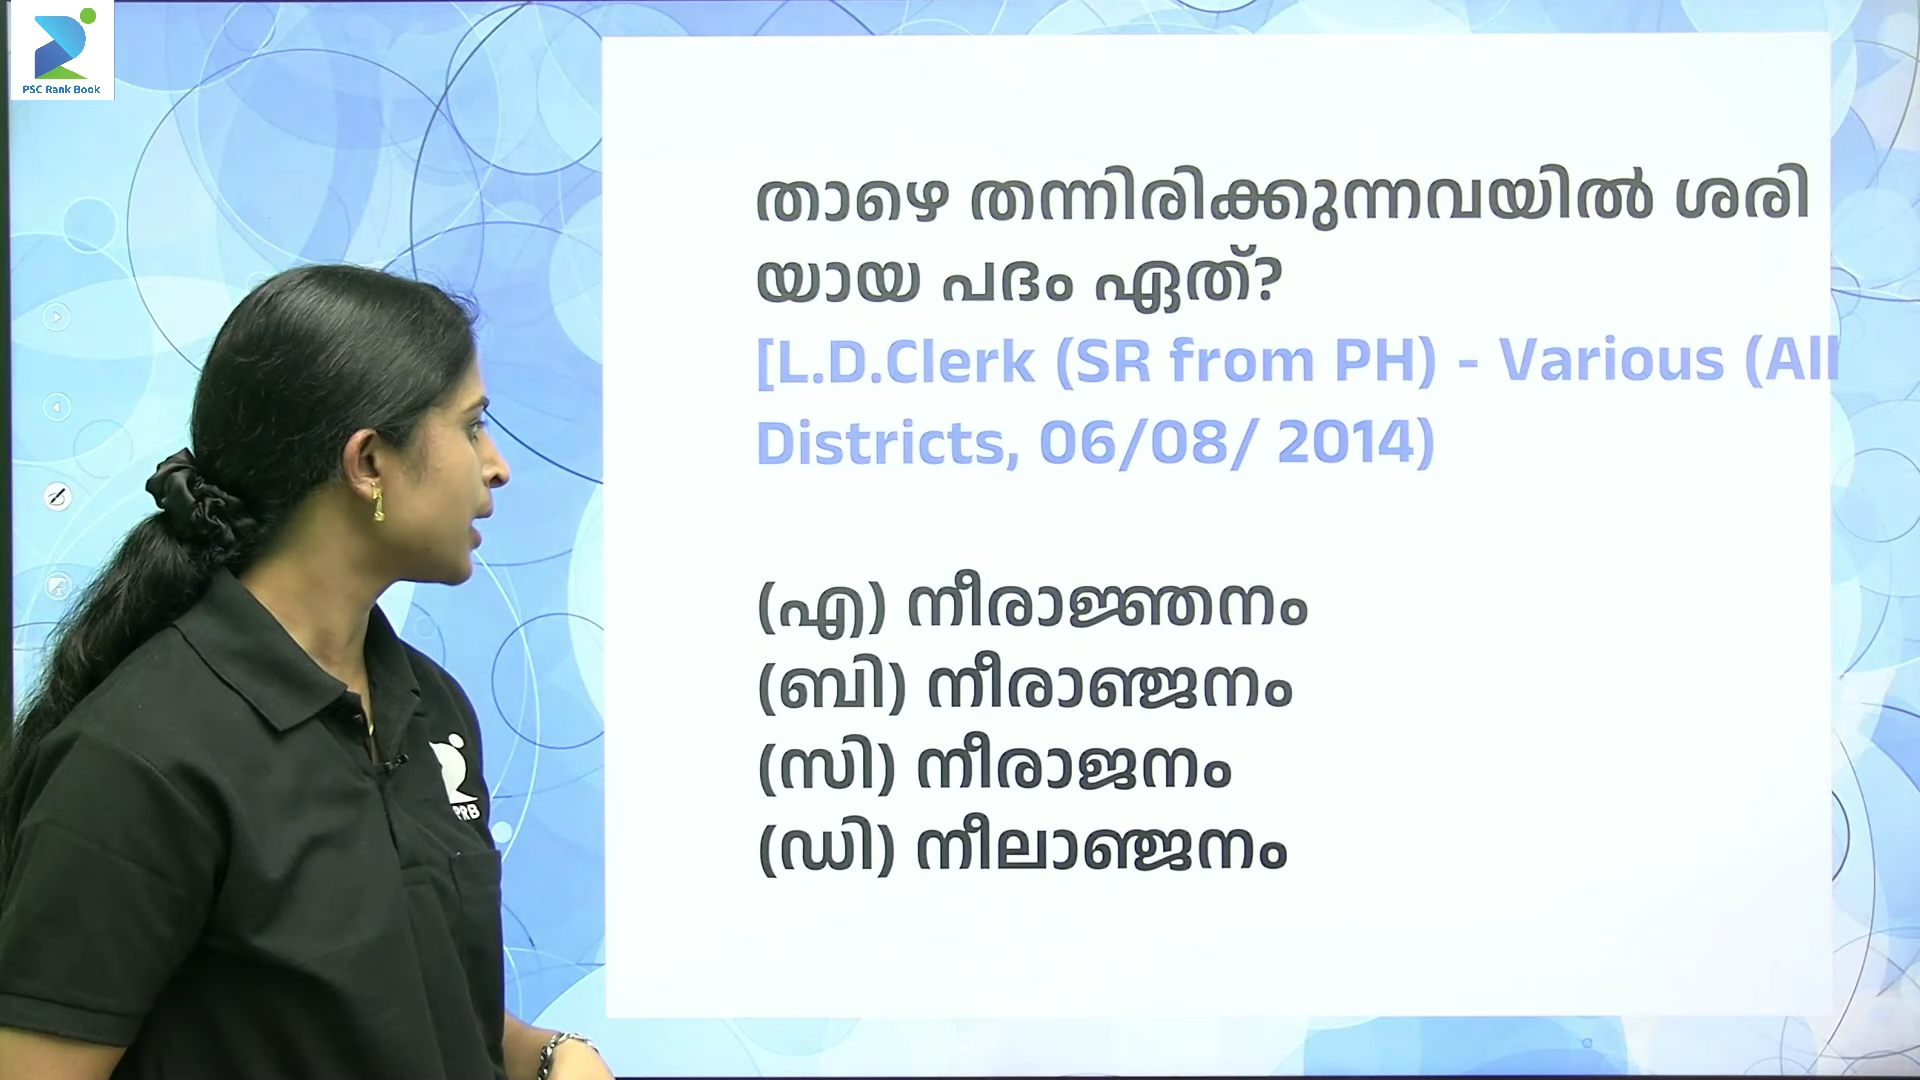 PSC Rank Book
താഴെ തന്നിരിക്കുന്നവയിൽ ശരി
യായ പദം ഏത്?
[L.D.Clerk (SR from PH) - Various (All
Districts, 06/08/ 2014)
(എ) നീരാജ്ഞനം
(ബി) നീരാഞ്ജനം
(സി) നീരാജനം
(ഡി) നീലാഞ്ജനം
PRB